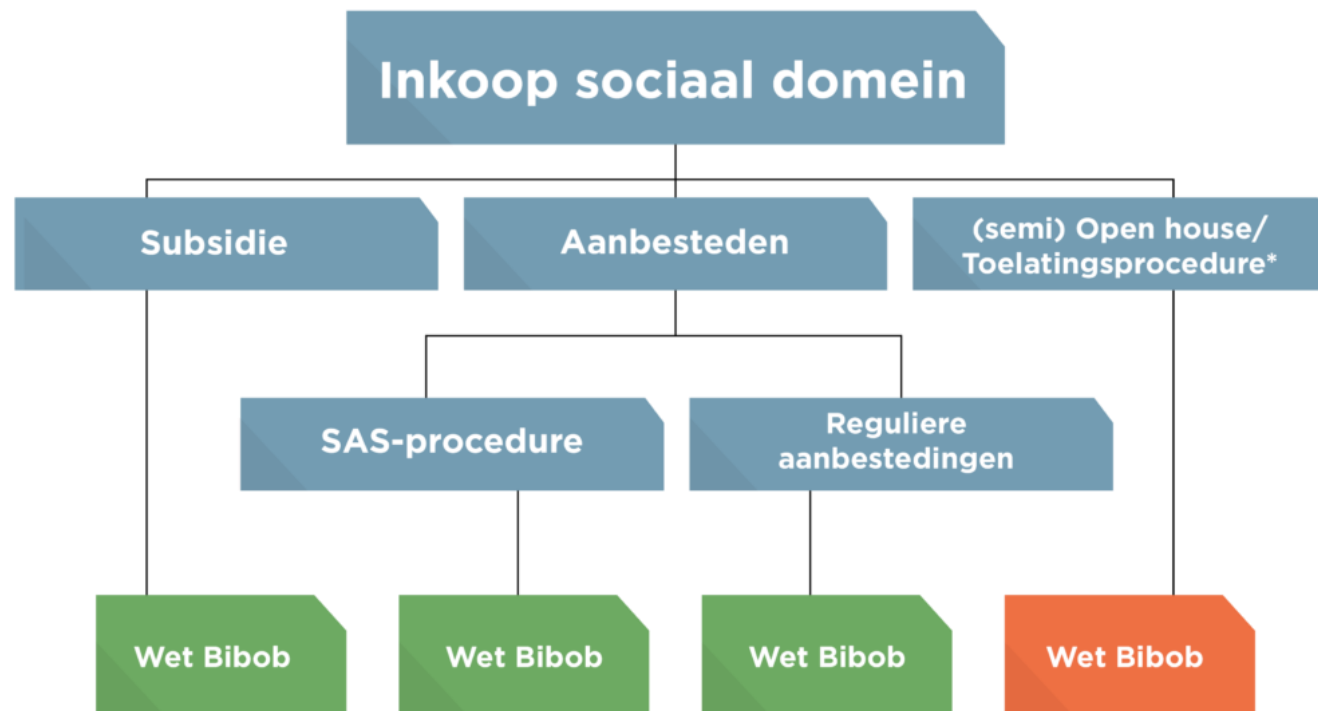 Inkoop sociaal domein
Subsidie
Aanbesteden
(semi) Open house/
Toelatingsprocedure*
SAS-procedure
Reguliere
aanbestedingen
Wet Bibob
Wet Bibob
Wet Bibob
Wet Bibob